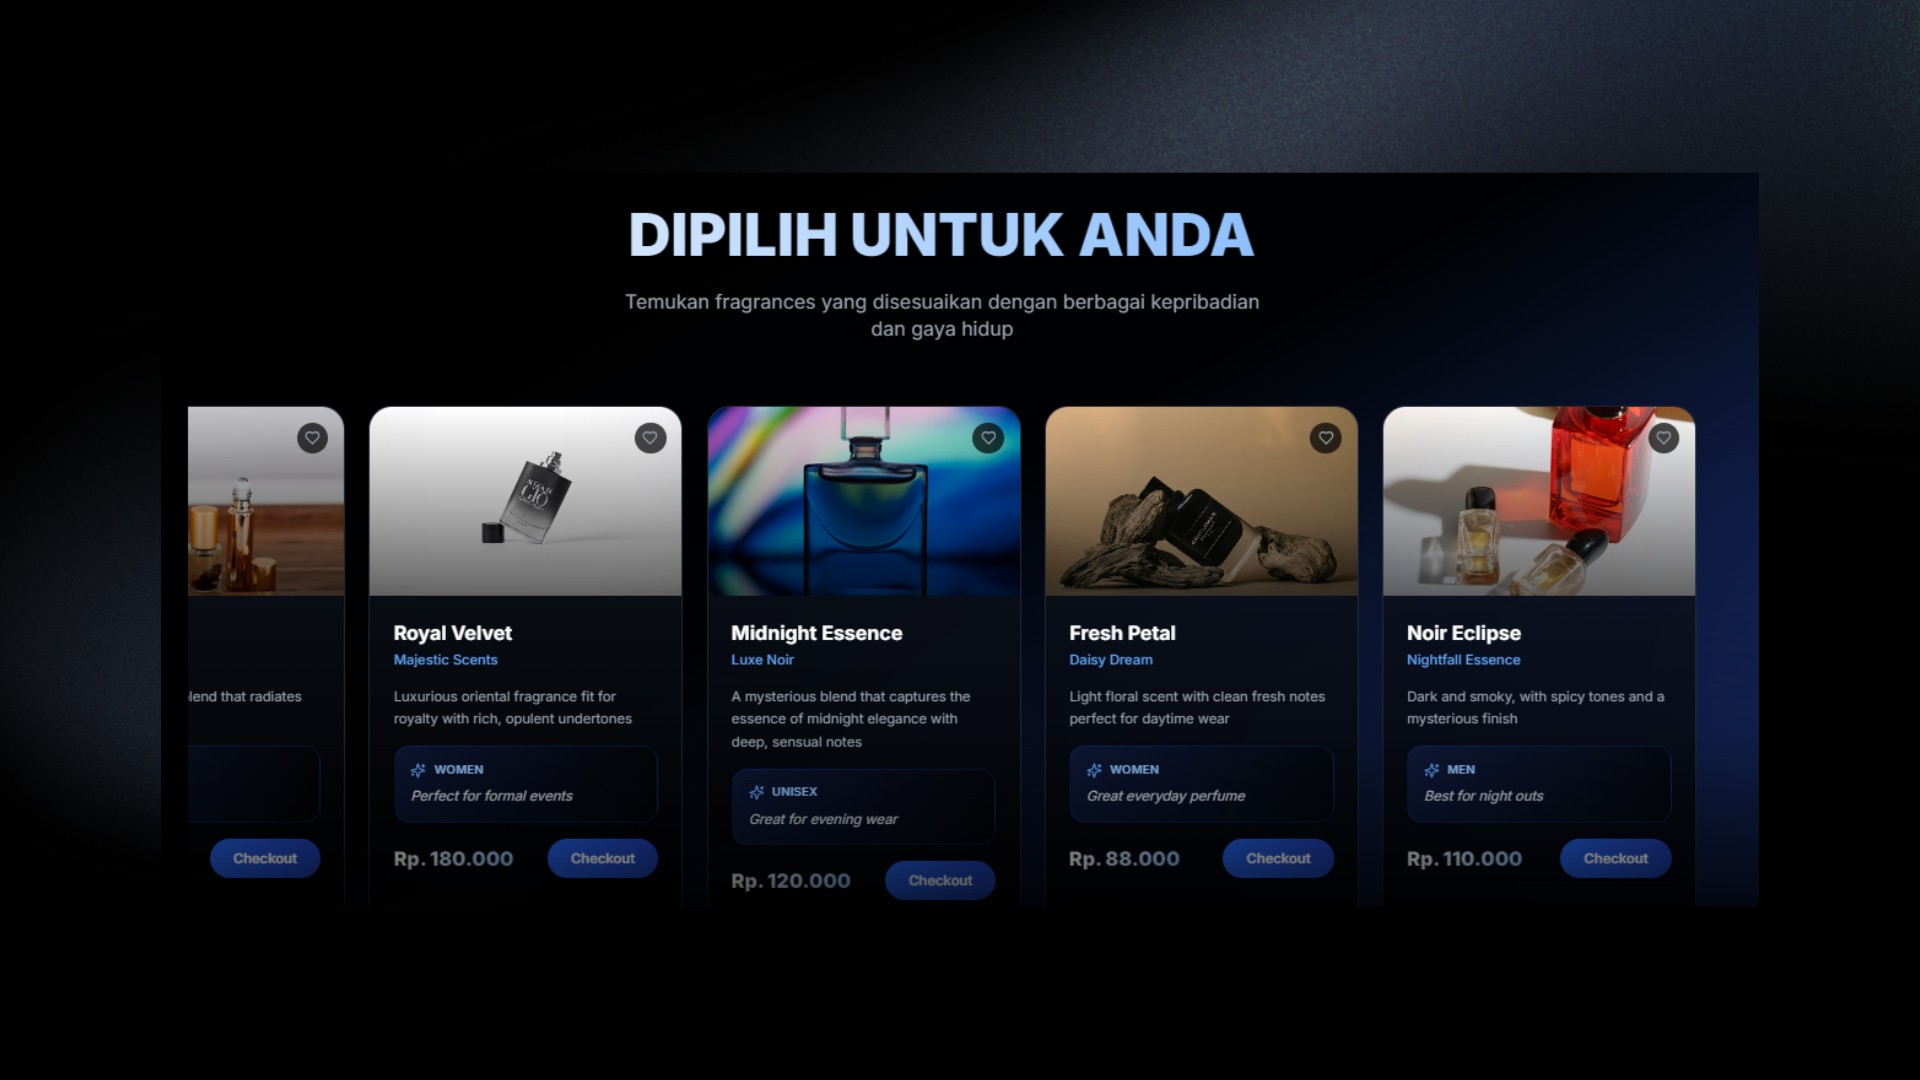 DIPILIH UNTUK ANDA
Temukan fragrances yang disesuaikan dengan berbagai kepribadian
dan gaya hidup
lend that radiates
Checkout
GIÒ
Royal Velvet
Majestic Scents
Luxurious oriental fragrance fit for
royalty with rich, opulent undertones
WOMEN
Perfect for formal events
Rp. 180.000
Checkout
Midnight Essence
Luxe Noir
A mysterious blend that captures the
essence of midnight elegance with
deep, sensual notes
UNISEX
Great for evening wear
Rp. 120.000
Checkout
Fresh Petal
Daisy Dream
Light floral scent with clean fresh notes
perfect for daytime wear
WOMEN
Great everyday perfume
Rp. 88.000
Checkout
Noir Eclipse
Nightfall Essence
Dark and smoky, with spicy tones and a
mysterious finish
MEN
Best for night outs
Rp. 110.000
Checkout